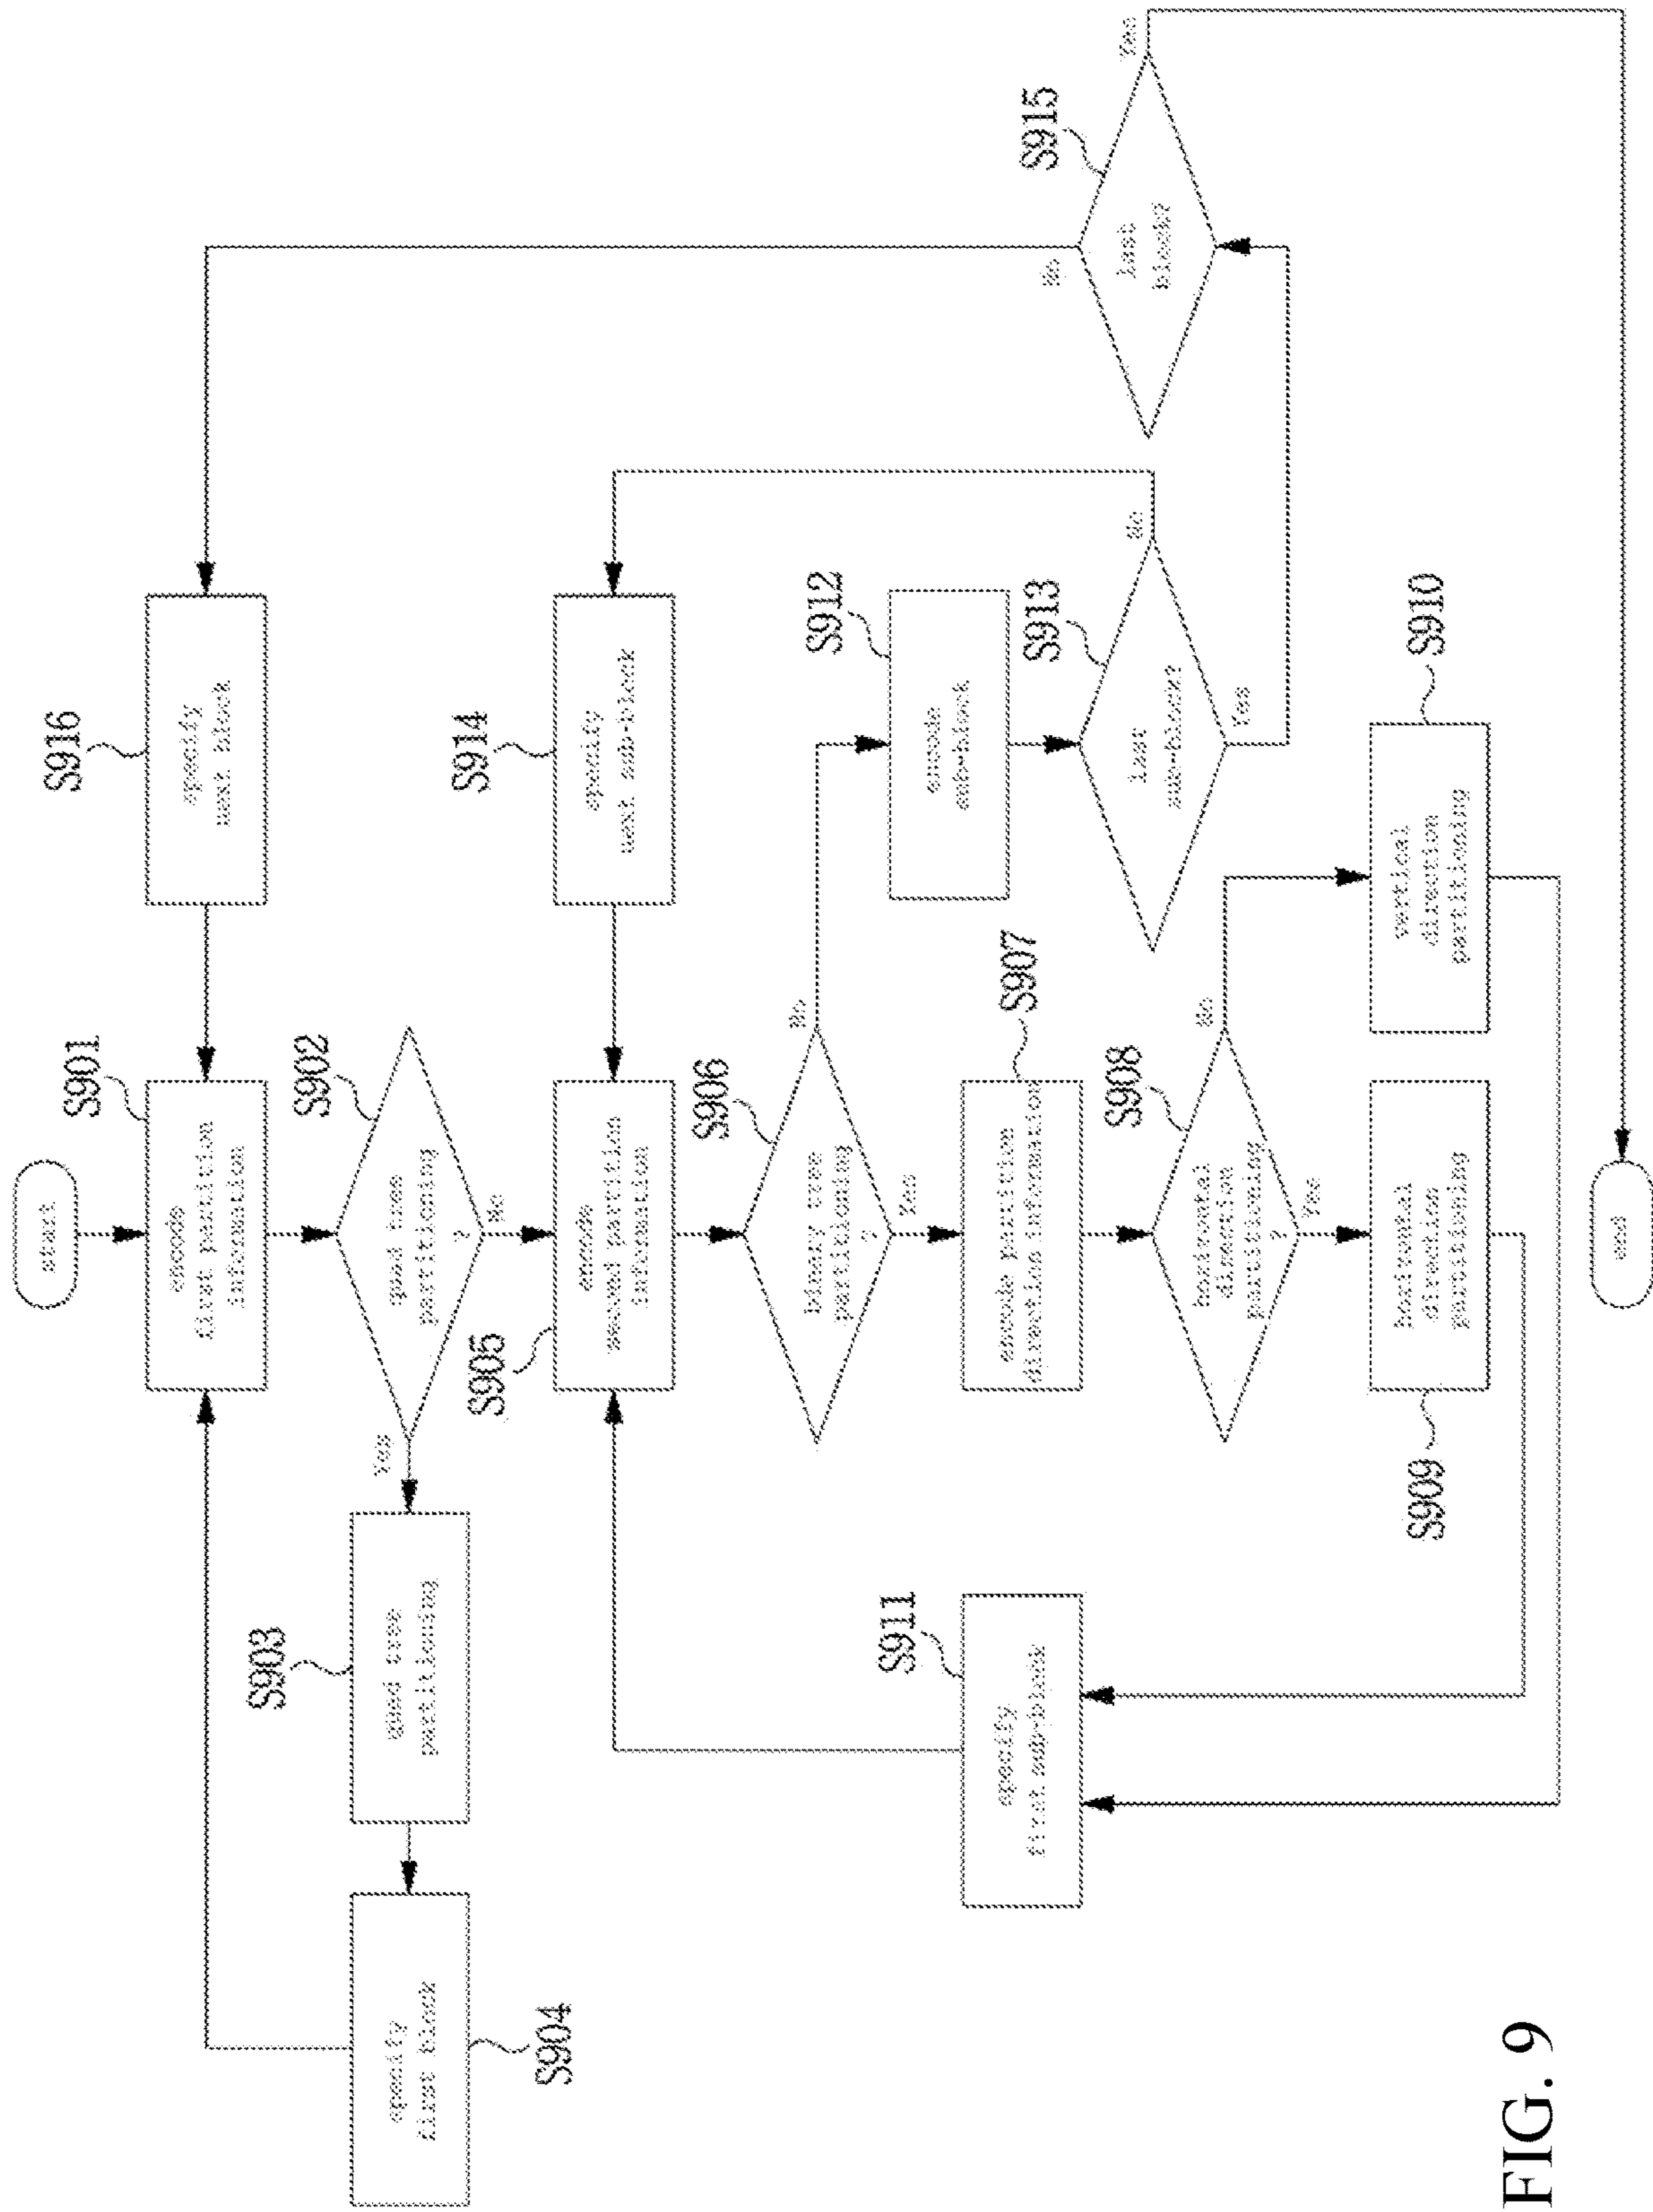 start
S901
encode
first partition
information
S916
specify
next block
S902
quad tree
partitioning
?
Yes
No
S903
quad tree
partitioning
S904
specify
first block
S905
encode
second partition
information
S914
specify
next sub-block
S906
binary tree
partitioning
?
No
Yes
S912
encode
sub-block
S907
encode partition
direction information
S911
specify
first sub-block
S913
last
sub-block?
No
Yes
S915
last
block?
No
Yes
S908
horizontal
direction
partitioning
?
No
Yes
S909
horizontal
direction
partitioning
S910
vertical
direction
partitioning
end
FIG. 9